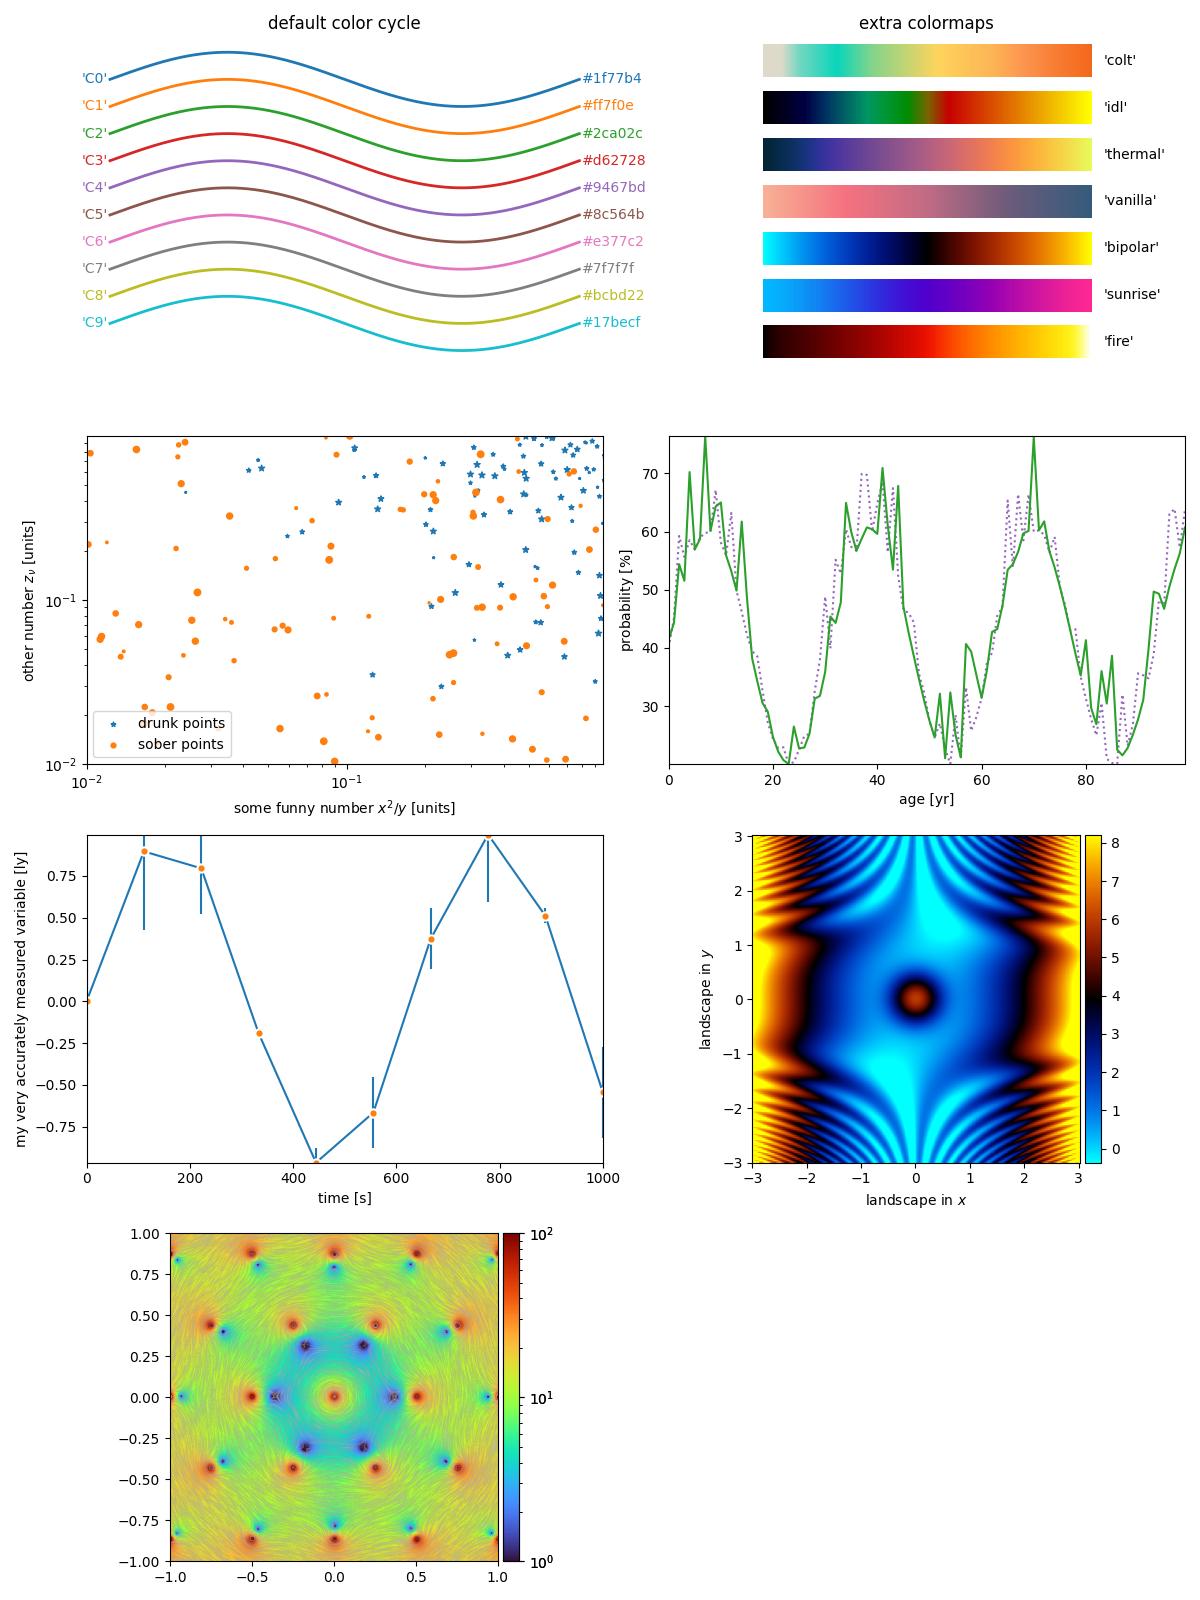 default color cycle
'C0' #1f77b4
'C1' #ff7f0e
'C2' #2ca02c
'C3' #d62728
'C4' #9467bd
'C5' #8c564b
'C6' #e377c2
'C7' #7f7f7f
'C8' #bcbd22
'C9' #17becf
extra colormaps
'colt'
'idl'
'thermal'
'vanilla'
'bipolar'
'sunrise'
'fire'
other number z_ν [units]
10⁻¹
10⁻²
drunk points
sober points
10⁻² 10⁻¹
some funny number x²/y [units]
probability [%]
70
60
50
40
30
0 20 40 60 80
age [yr]
my very accurately measured variable [ly]
0.75
0.50
0.25
0.00
−0.25
−0.50
−0.75
0 200 400 600 800 1000
time [s]
landscape in y
3
2
1
0
−1
−2
−3
−3 −2 −1 0 1 2 3
landscape in x
8
7
6
5
4
3
2
1
0
1.00
0.75
0.50
0.25
0.00
−0.25
−0.50
−0.75
−1.00
−1.0 −0.5 0.0 0.5 1.0
10²
10¹
10⁰